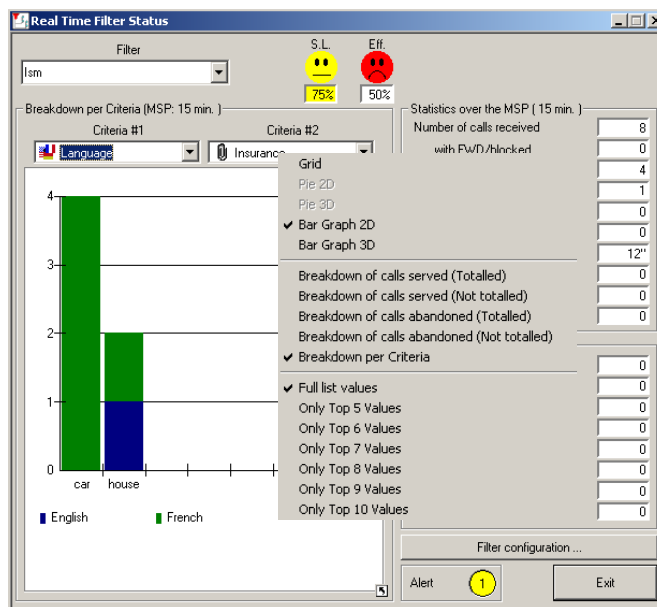 Real Time Filter Status
Filter
Ism
S.L.
Eff.
75%
50%
Breakdown per Criteria (MSP: 15 min. )
Criteria #1
Criteria #2
Language
Insurance
4
3
2
1
0
car
house
English
French
Grid
Pie 2D
Pie 3D
Bar Graph 2D
Bar Graph 3D
Breakdown of calls served (Totalled)
Breakdown of calls served (Not totalled)
Breakdown of calls abandoned (Totalled)
Breakdown of calls abandoned (Not totalled)
Breakdown per Criteria
Full list values
Only Top 5 Values
Only Top 6 Values
Only Top 7 Values
Only Top 8 Values
Only Top 9 Values
Only Top 10 Values
Statistics over the MSP ( 15 min. )
Number of calls received
8
with FWD/blocked
0
4
1
0
0
12"
0
0
0
0
0
0
0
0
0
0
Filter configuration ...
Alert
1
Exit